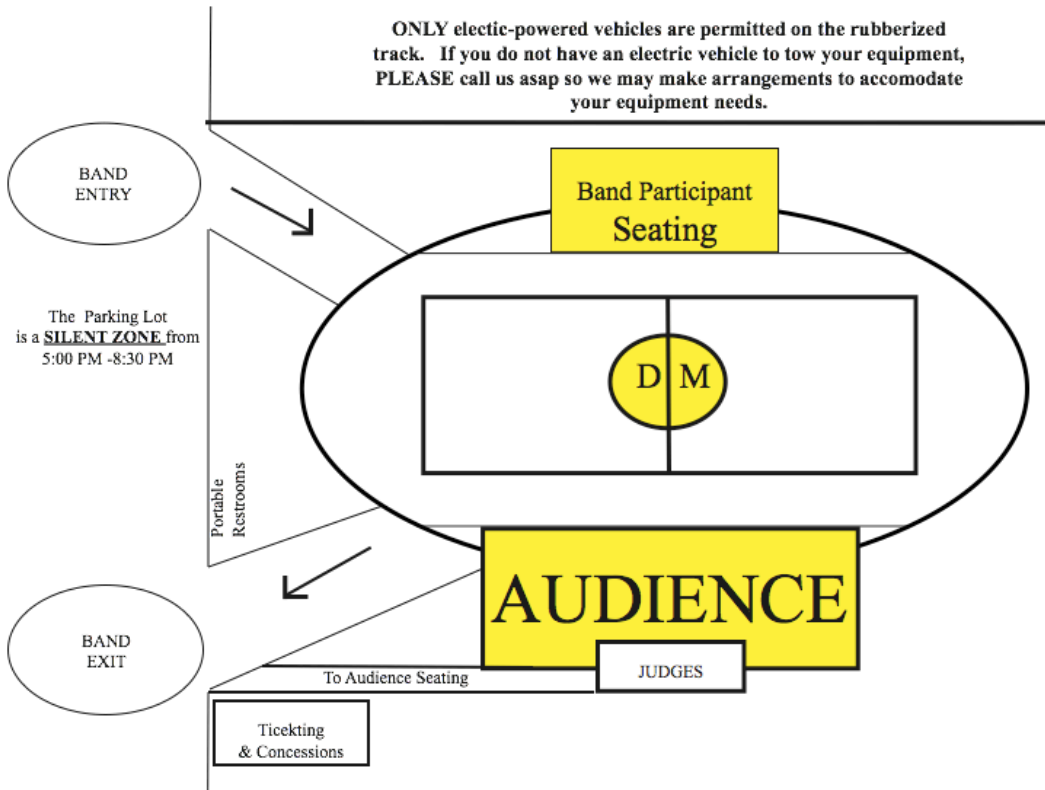 ONLY electic-powered vehicles are permitted on the rubberized
track. If you do not have an electric vehicle to tow your equipment,
PLEASE call us asap so we may make arrangements to accomodate
your equipment needs.
BAND
ENTRY
Band Participant
Seating
The Parking Lot
is a SILENT ZONE from
5:00 PM -8:30 PM
D M
Portable
Restrooms
AUDIENCE
BAND
EXIT
JUDGES
To Audience Seating
Ticekting
& Concessions